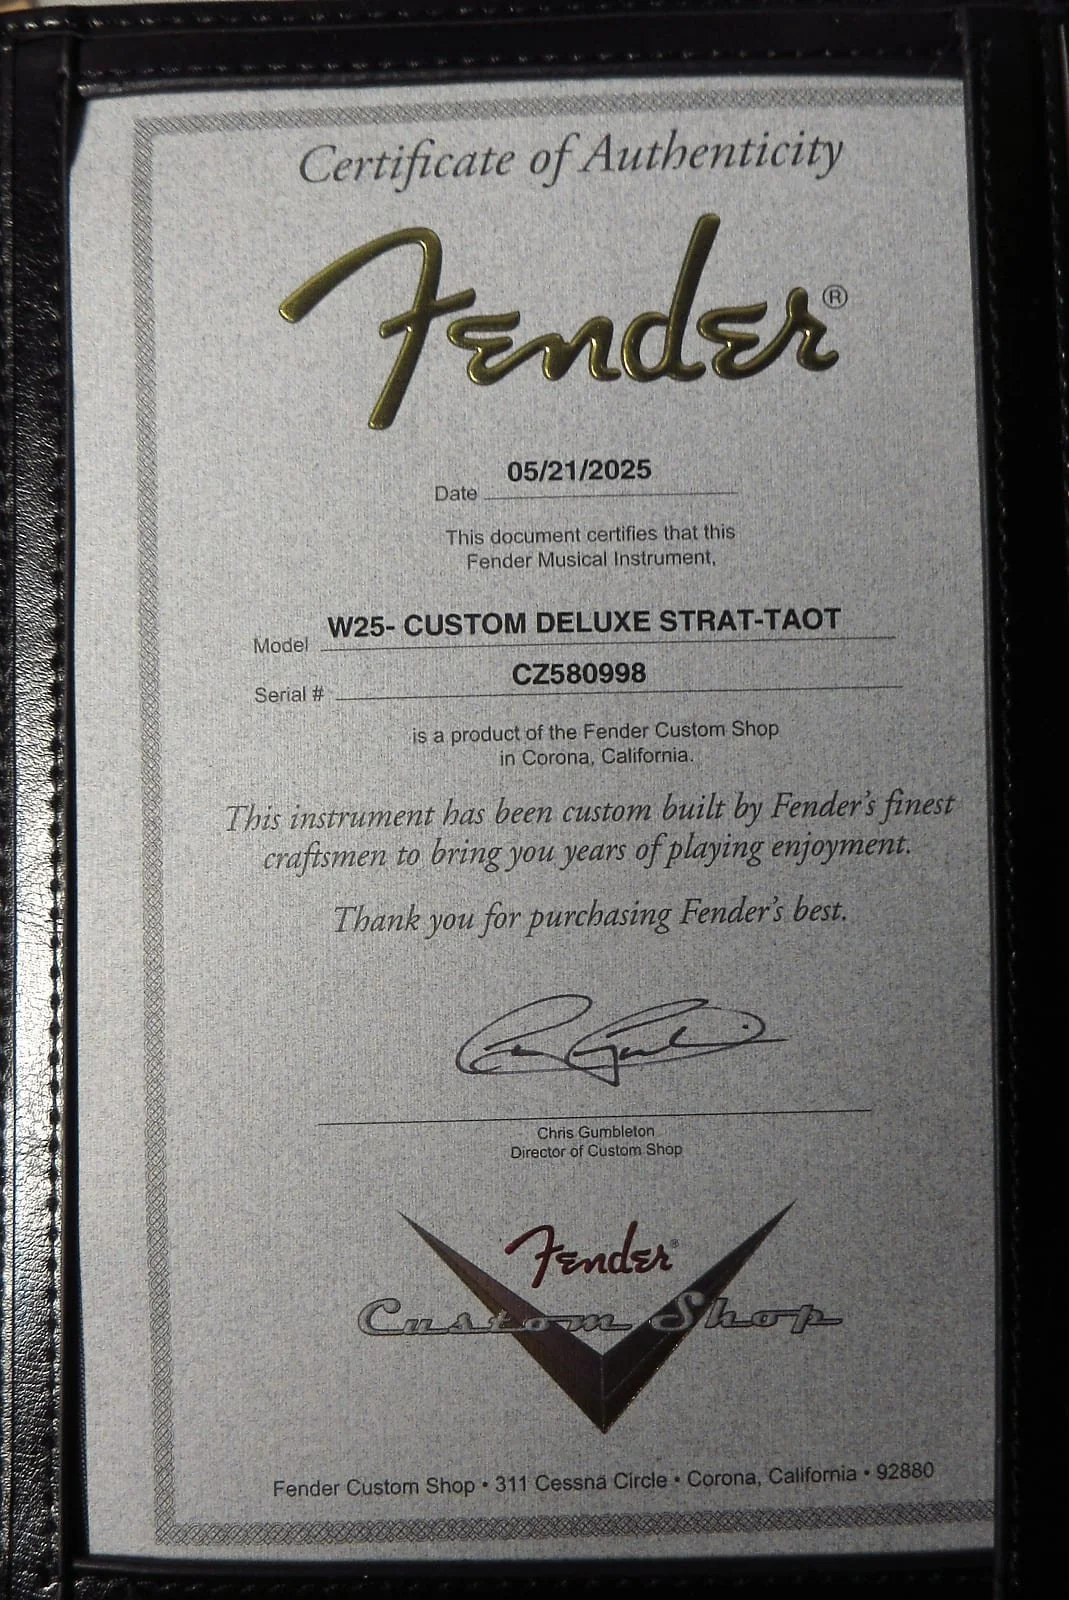 Certificate of Authenticity
Fender®
05/21/2025
Date
This document certifies that this
Fender Musical Instrument,
W25- CUSTOM DELUXE STRAT-TAOT
Model
CZ580998
Serial #
is a product of the Fender Custom Shop
in Corona, California.
This instrument has been custom built by Fender's finest
craftsmen to bring you years of playing enjoyment.
Thank you for purchasing Fender's best.
Chris Gumbleton
Director of Custom Shop
Fender®
Custom Shop
Fender Custom Shop • 311 Cessna Circle • Corona, California • 92880